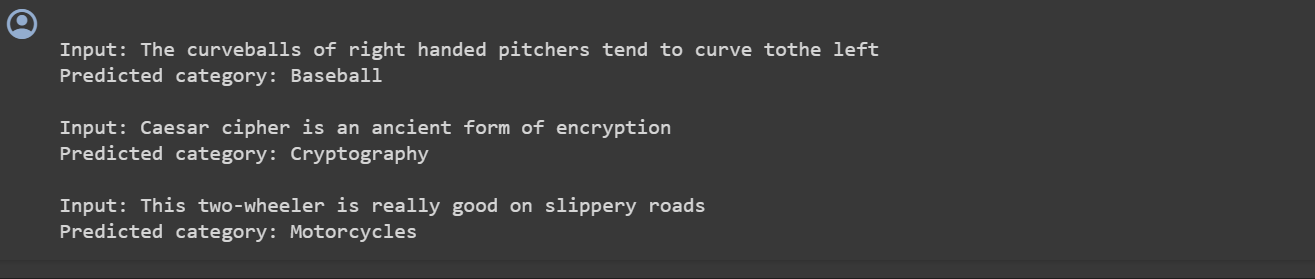 Input: The curveballs of right handed pitchers tend to curve tothe left
Predicted category: Baseball
Input: Caesar cipher is an ancient form of encryption
Predicted category: Cryptography
Input: This two-wheeler is really good on slippery roads
Predicted category: Motorcycles